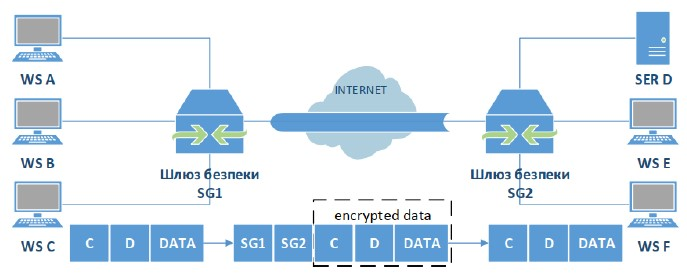 WS A
WS B
WS C
Шлюз безпеки
SG1
INTERNET
Шлюз безпеки
SG2
SER D
WS E
WS F
encrypted data
C D DATA SG1 SG2 C D DATA C D DATA